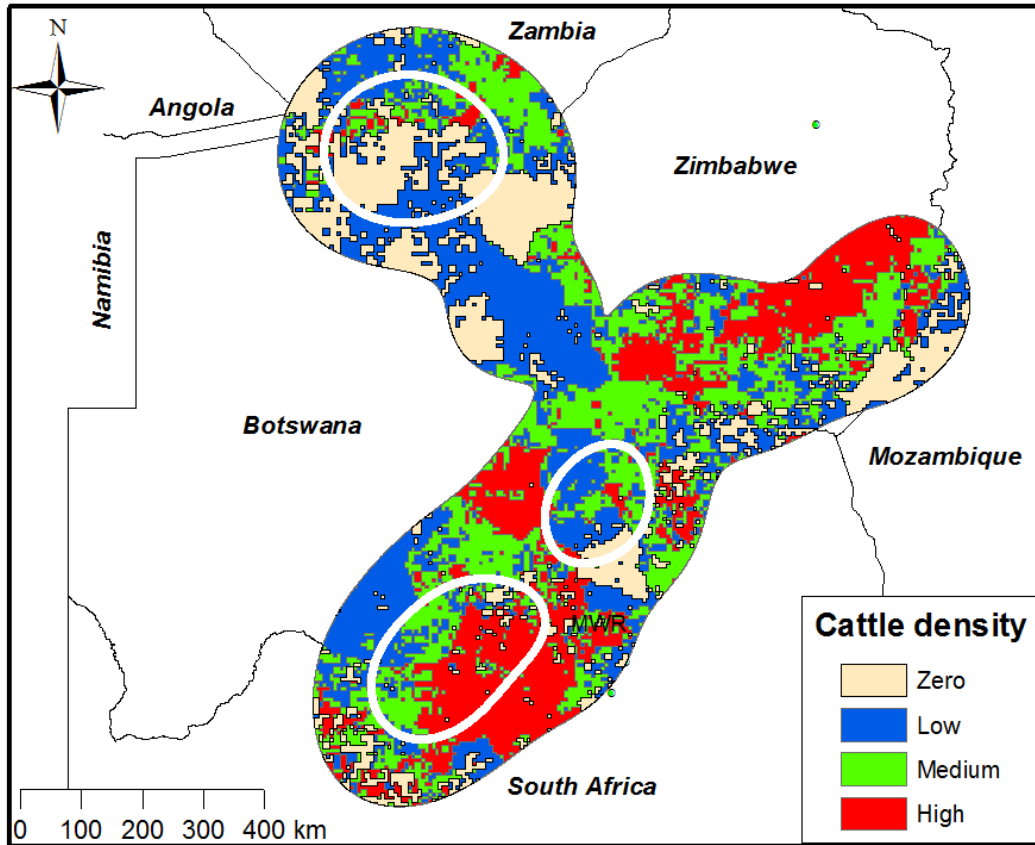 N
Zambia
Angola
Zimbabwe
Namibia
Botswana
Mozambique
MWR
South Africa
Cattle density
Zero
Low
Medium
High
0 100 200 300 400 km